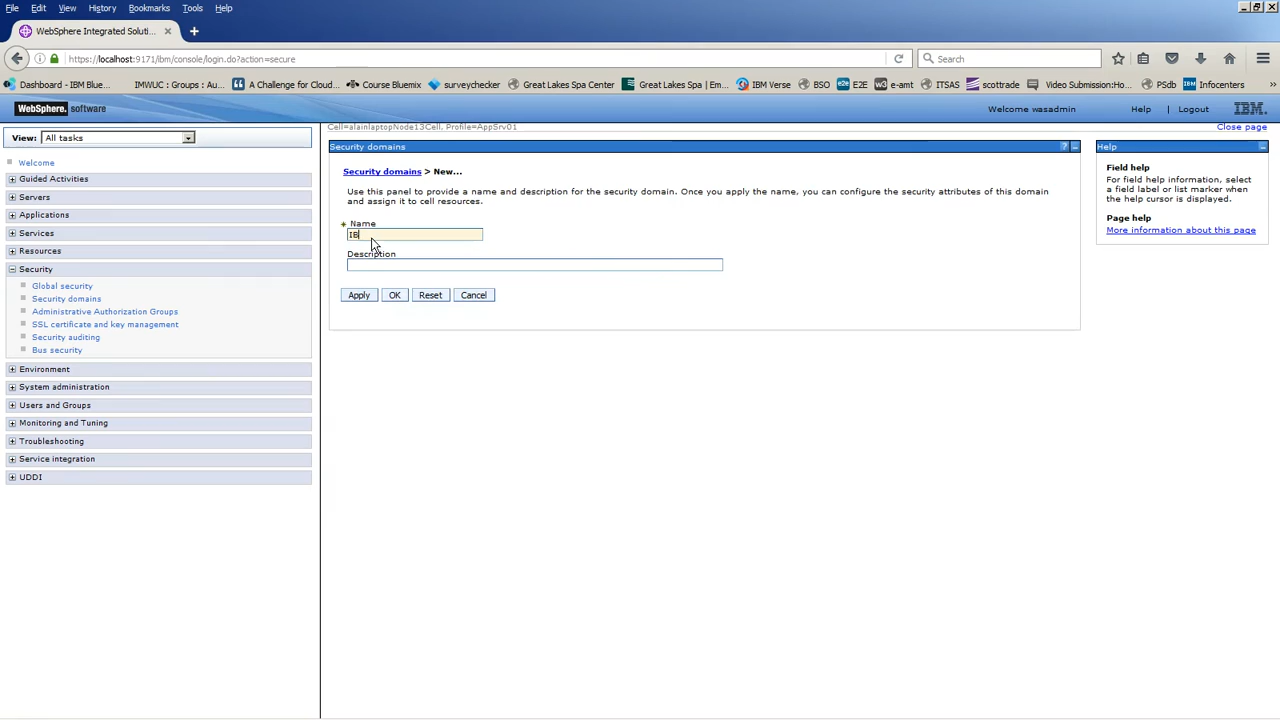 File Edit View History Bookmarks Tools Help
WebSphere Integrated Soluti...
https://localhost:9171/ibm/console/login.do?action=secure
Search
Dashboard - IBM Blue... IMWUC : Groups : Au... A Challenge for Cloud... Course Bluemix surveychecker Great Lakes Spa Center Great Lakes Spa | Em... IBM Verse BSO E2E e-amt ITSAS scottrade Video Submission:Ho... PSdb Infocenters
WebSphere. software Welcome wasadmin Help | Logout IBM
View: All tasks
Cell=alainlaptopNode13Cell, Profile=AppSrv01 Close page
Welcome
Guided Activities
Servers
Applications
Services
Resources
Security
Global security
Security domains
Administrative Authorization Groups
SSL certificate and key management
Security auditing
Bus security
Environment
System administration
Users and Groups
Monitoring and Tuning
Troubleshooting
Service integration
UDDI
Security domains ?
Security domains > New...
Use this panel to provide a name and description for the security domain. Once you apply the name, you can configure the security attributes of this domain
and assign it to cell resources.
Name
IB
Description
Apply OK Reset Cancel
Help
Field help
For field help information, select
a field label or list marker when
the help cursor is displayed.
Page help
More information about this page